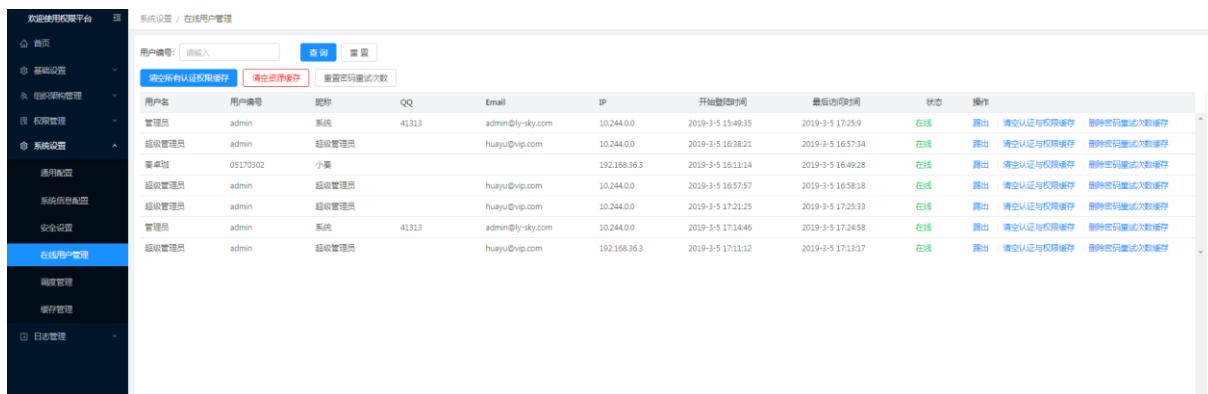 欢迎使用权限平台
系统设置 / 在线用户管理
首页
基础设置
组织架构管理
权限管理
系统设置
通用配置
系统信息配置
安全设置
在线用户管理
调度管理
缓存管理
日志管理
用户编号: 请输入 查询 重置
清空所有认证权限缓存 清空资源缓存 重置密码重试次数
用户名 用户编号 昵称 QQ Email IP 开始登陆时间 最后访问时间 状态 操作
管理员 admin 系统 41313 admin@ly-sky.com 10.244.0.0 2019-3-5 15:49:35 2019-3-5 17:25:9 在线 踢出 清空认证与权限缓存 删除密码重试次数缓存
超级管理员 admin 超级管理员 huayu@vip.com 10.244.0.0 2019-3-5 16:38:21 2019-3-5 16:57:34 在线 踢出 清空认证与权限缓存 删除密码重试次数缓存
秦卓珈 05170302 小秦 192.168.36.3 2019-3-5 16:11:14 2019-3-5 16:49:28 在线 踢出 清空认证与权限缓存 删除密码重试次数缓存
超级管理员 admin 超级管理员 huayu@vip.com 10.244.0.0 2019-3-5 16:57:57 2019-3-5 16:58:18 在线 踢出 清空认证与权限缓存 删除密码重试次数缓存
超级管理员 admin 超级管理员 huayu@vip.com 10.244.0.0 2019-3-5 17:21:25 2019-3-5 17:25:33 在线 踢出 清空认证与权限缓存 删除密码重试次数缓存
管理员 admin 系统 41313 admin@ly-sky.com 10.244.0.0 2019-3-5 17:14:46 2019-3-5 17:24:58 在线 踢出 清空认证与权限缓存 删除密码重试次数缓存
超级管理员 admin 超级管理员 huayu@vip.com 192.168.36.3 2019-3-5 17:11:12 2019-3-5 17:13:17 在线 踢出 清空认证与权限缓存 删除密码重试次数缓存